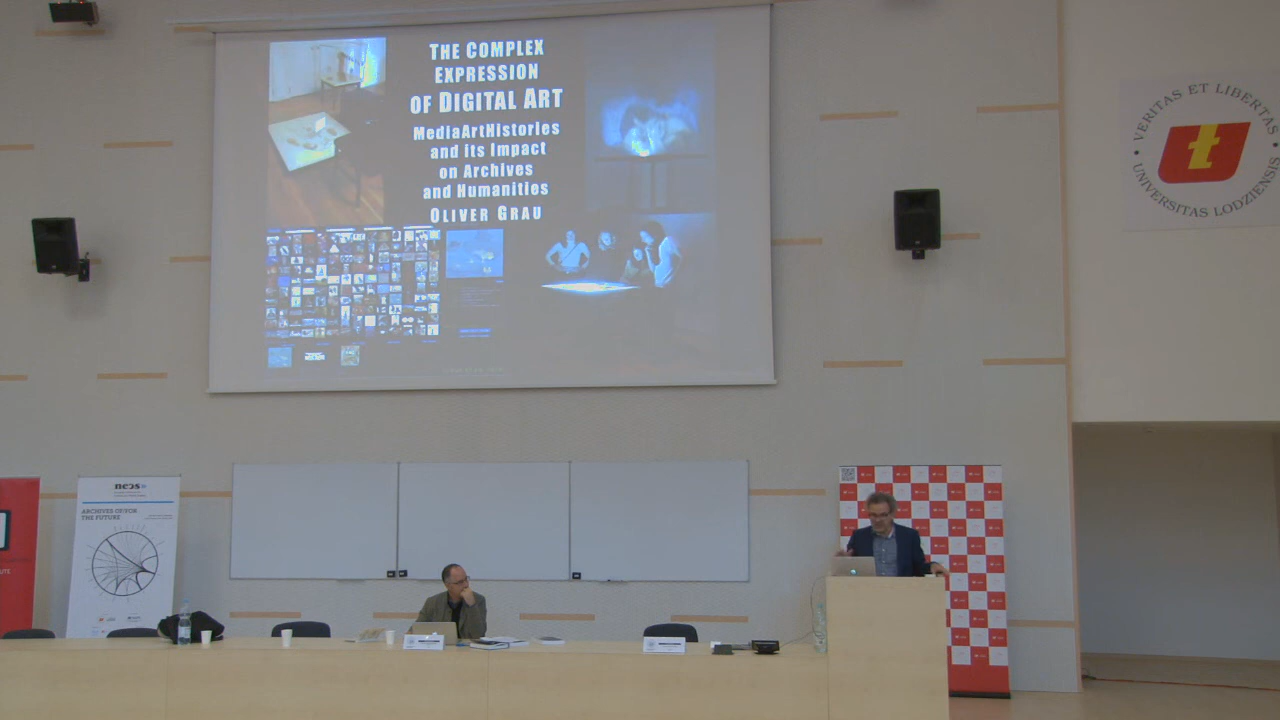 THE COMPLEX
EXPRESSION
OF DIGITAL ART
MediaArtHistories
and its Impact
on Archives
and Humanities
OLIVER GRAU
VERITAS ET LIBERTAS
UNIVERSITAS LODZIENSIS
necs
ARCHIVES OF/FOR
THE FUTURE